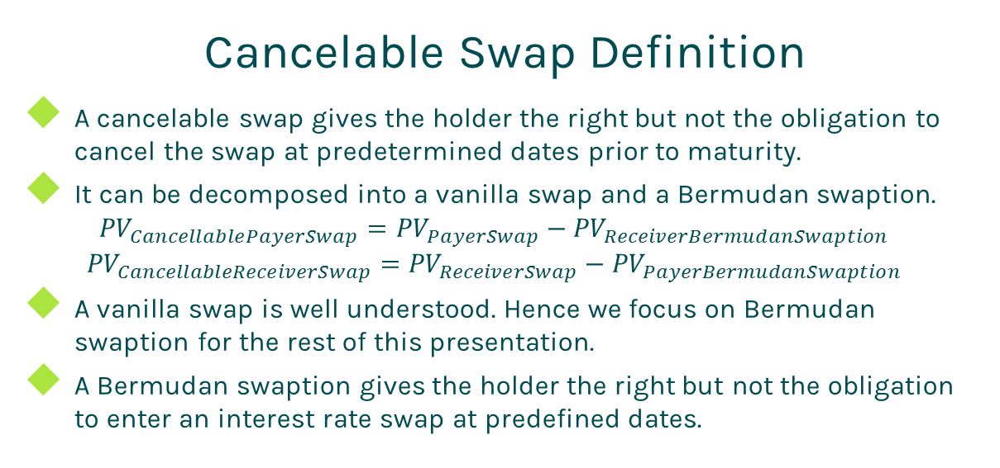 Cancelable Swap Definition
A cancelable swap gives the holder the right but not the obligation to
cancel the swap at predetermined dates prior to maturity.
It can be decomposed into a vanilla swap and a Bermudan swaption.
PV_{CancellablePayerSwap} = PV_{PayerSwap} − PV_{ReceiverBermudanSwaption}
PV_{CancellableReceiverSwap} = PV_{ReceiverSwap} − PV_{PayerBermudanSwaption}
A vanilla swap is well understood. Hence we focus on Bermudan
swaption for the rest of this presentation.
A Bermudan swaption gives the holder the right but not the obligation
to enter an interest rate swap at predefined dates.